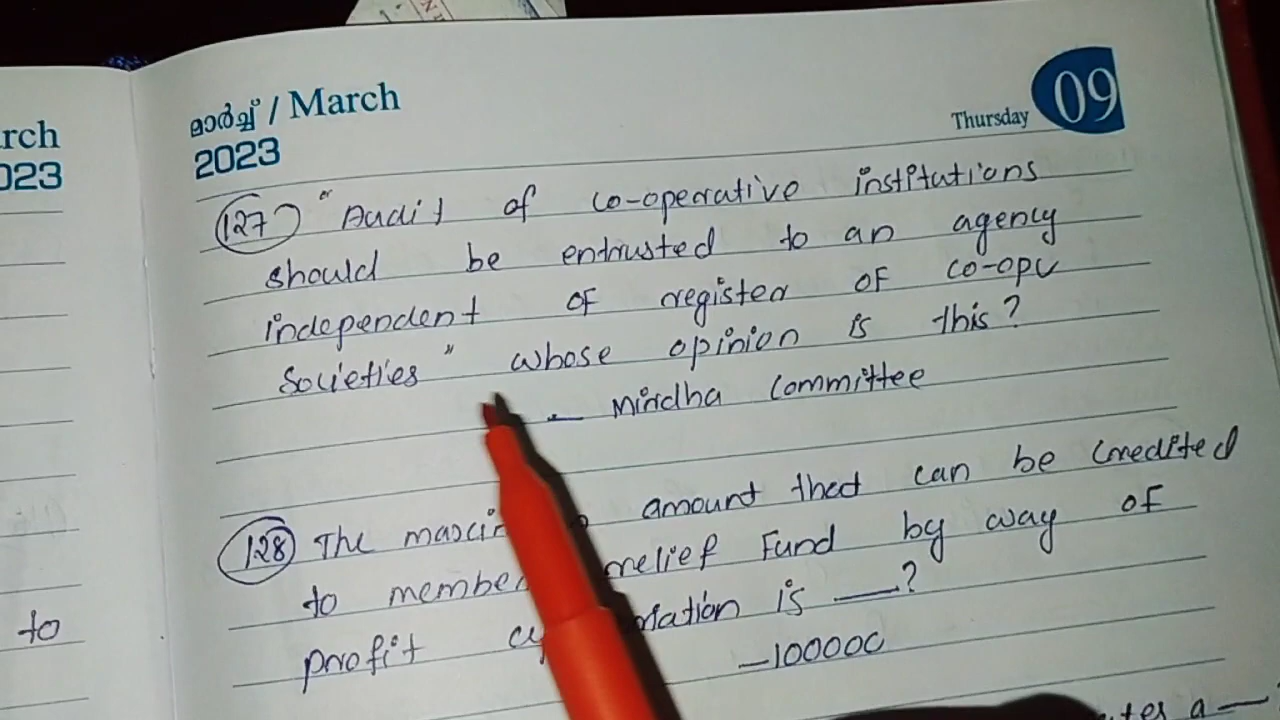 rch
023
to
മാർച്ച് / March
2023
Thursday 09
127 " Audit of co-operative institutions
should be entrusted to an agency
independent of register of co-opv
societies " whose opinion is this?
— Mirdha Committee
128 The amount that can be credited
to relief Fund by way of
profit is —?
— 100000
a —